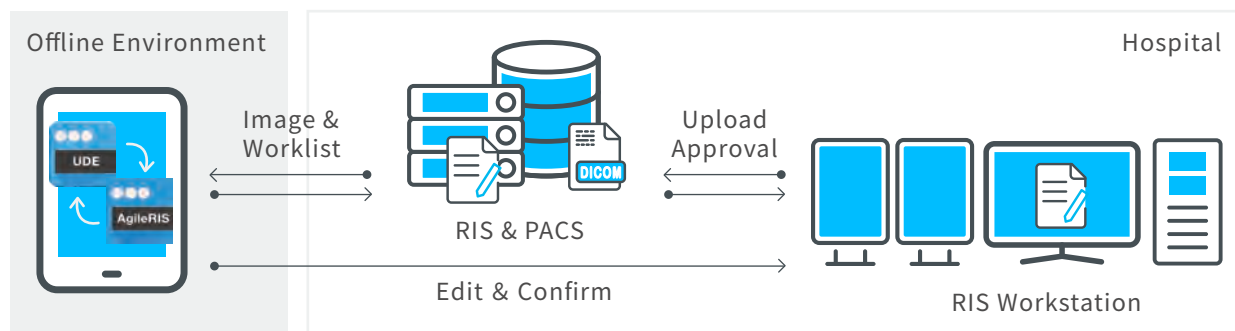 Offline Environment
Hospital
UDE
AgileRIS
Image &
Worklist
DICOM
RIS & PACS
Upload
Approval
Edit & Confirm
RIS Workstation